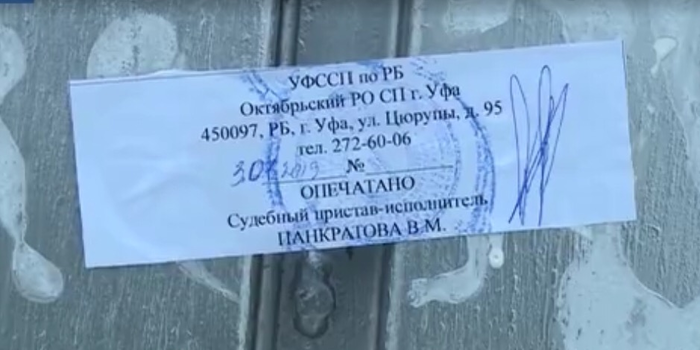 УФССП по РБ
Октябрьский РО СП г. Уфа
450097, РБ, г. Уфа, ул. Цюрупы, д. 95
тел. 272-60-06
№
ОПЕЧАТАНО
Судебный пристав-исполнитель
ПАНКРАТОВА В.М.